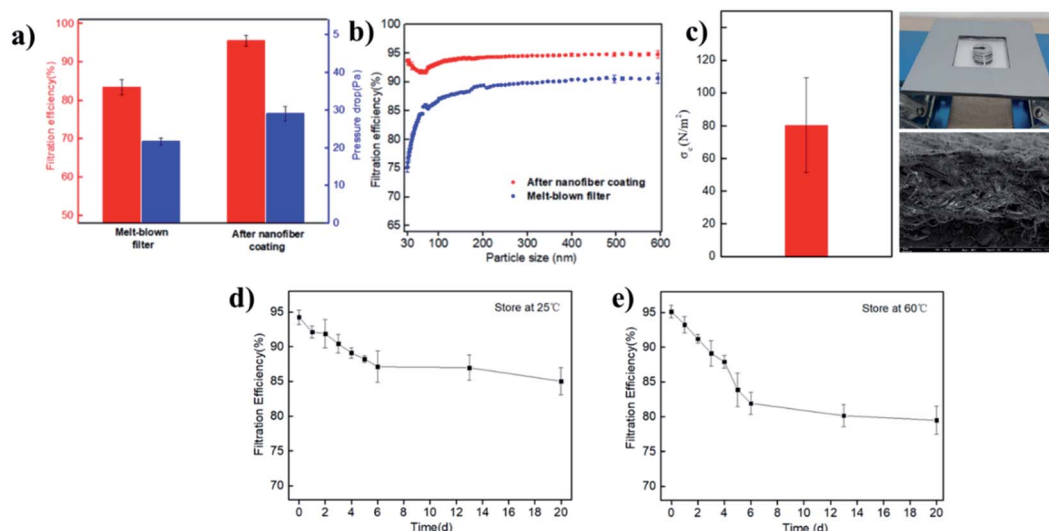 a)
100
90
80
70
60
50
Filtration efficiency(%)
5
40
30
20
10
0
Pressure drop(Pa)
Melt-blown
filter
After nanofiber
coating
b)
100
95
90
85
80
75
70
65
Filtration efficiency(%)
After nanofiber coating
Melt-blown filter
30
100
200
300
400
500
600
Particle size (nm)
c)
120
100
80
60
40
20
0
σc(N/m²)
d)
Store at 25℃
95
90
85
80
95
70
Filtration Efficiency(%)
0 2 4 6 8 10 12 14 16 18 20
Time(d)
e)
Store at 60℃
95
90
85
80
95
70
Filtration Efficiency(%)
0 2 4 6 8 10 12 14 16 18 20
Time (d)